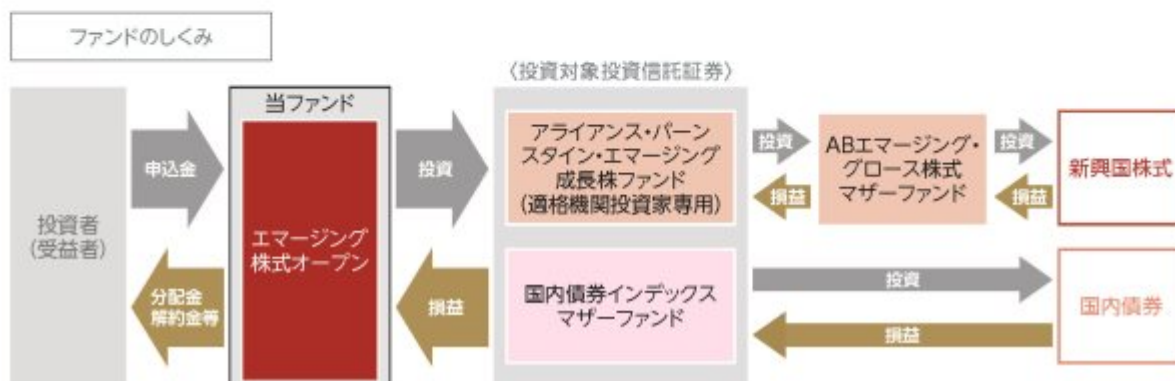 ファンドのしくみ
〈投資対象投資信託証券〉
投資者
(受益者)
申込金
分配金
解約金等
当ファンド
エマージング
株式オープン
投資
損益
アライアンス・バーン
スタイン・エマージング
成長株ファンド
(適格機関投資家専用)
投資
損益
ABエマージング・
グロース株式
マザーファンド
投資
損益
新興国株式
国内債券インデックス
マザーファンド
投資
損益
国内債券